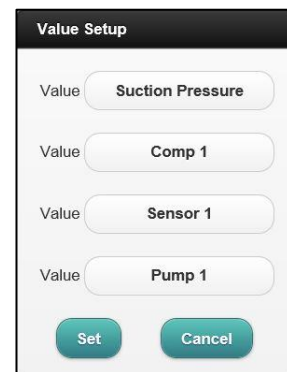 Value Setup
Value Suction Pressure
Value Comp 1
Value Sensor 1
Value Pump 1
Set Cancel